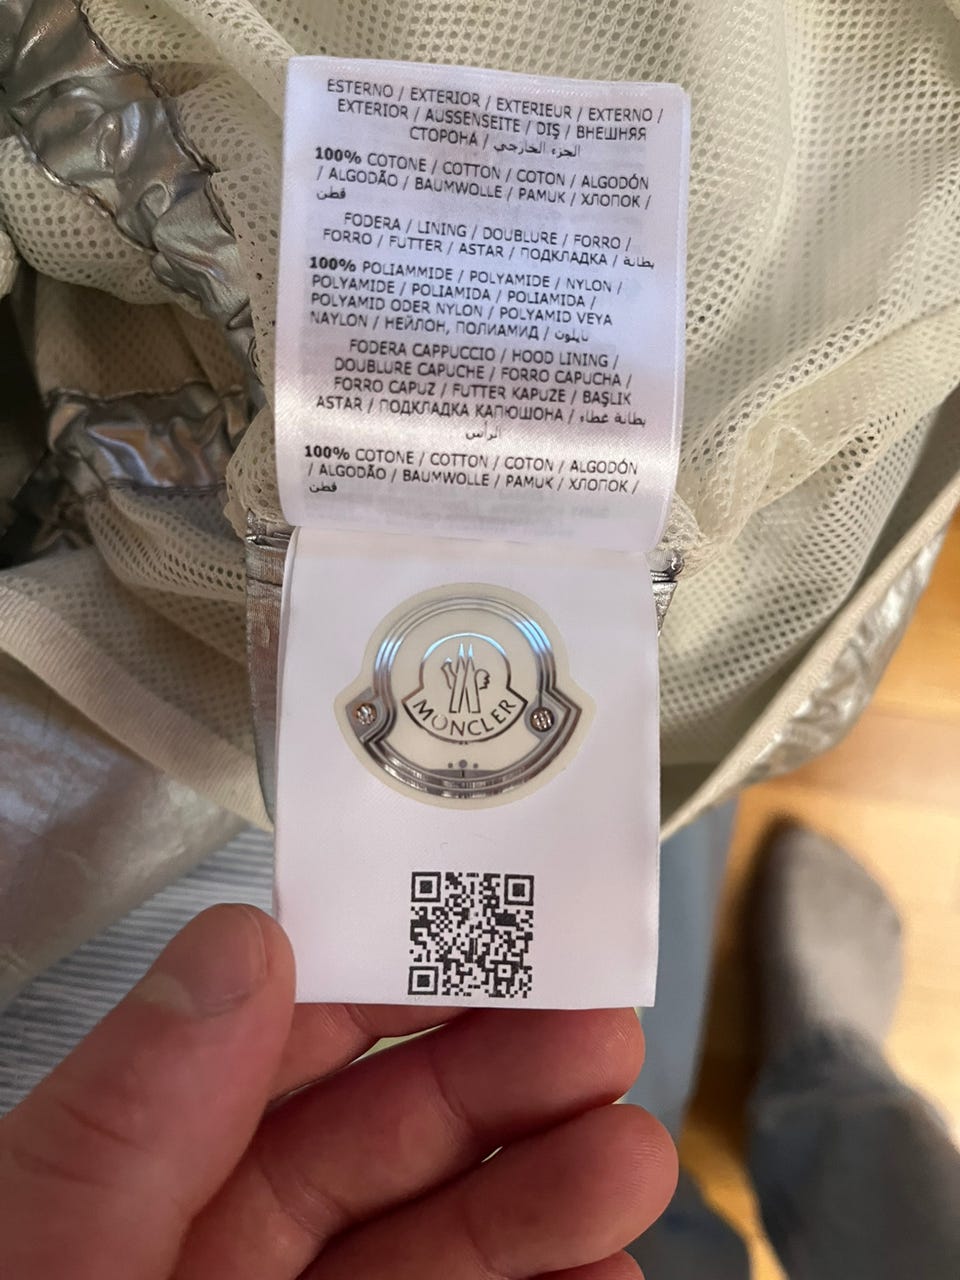 ESTERNO / EXTERIOR / EXTERIEUR / EXTERNO /
EXTERIOR / AUSSENSEITE / DIŞ / ВНЕШНЯЯ
СТОРОНА / الجزء الخارجي
100% COTONE / COTTON / COTON / ALGODÓN
/ ALGODÃO / BAUMWOLLE / PAMUK / ХЛОПОК /
قطن
FODERA / LINING / DOUBLURE / FORRO /
FORRO / FUTTER / ASTAR / ПОДКЛАДКА / بطانة
100% POLIAMMIDE / POLYAMIDE / NYLON /
POLYAMIDE / POLIAMIDA / POLIAMIDA /
POLYAMID ODER NYLON / POLYAMID VEYA
NAYLON / НЕЙЛОН, ПОЛИАМИД / نايلون
FODERA CAPPUCCIO / HOOD LINING /
DOUBLURE CAPUCHE / FORRO CAPUCHA /
FORRO CAPUZ / FUTTER KAPUZE / BAŞLIK
ASTAR / ПОДКЛАДКА КАПЮШОНА / بطانة غطاء
الرأس
100% COTONE / COTTON / COTON / ALGODÓN
/ ALGODÃO / BAUMWOLLE / PAMUK / ХЛОПОК /
قطن
MONCLER